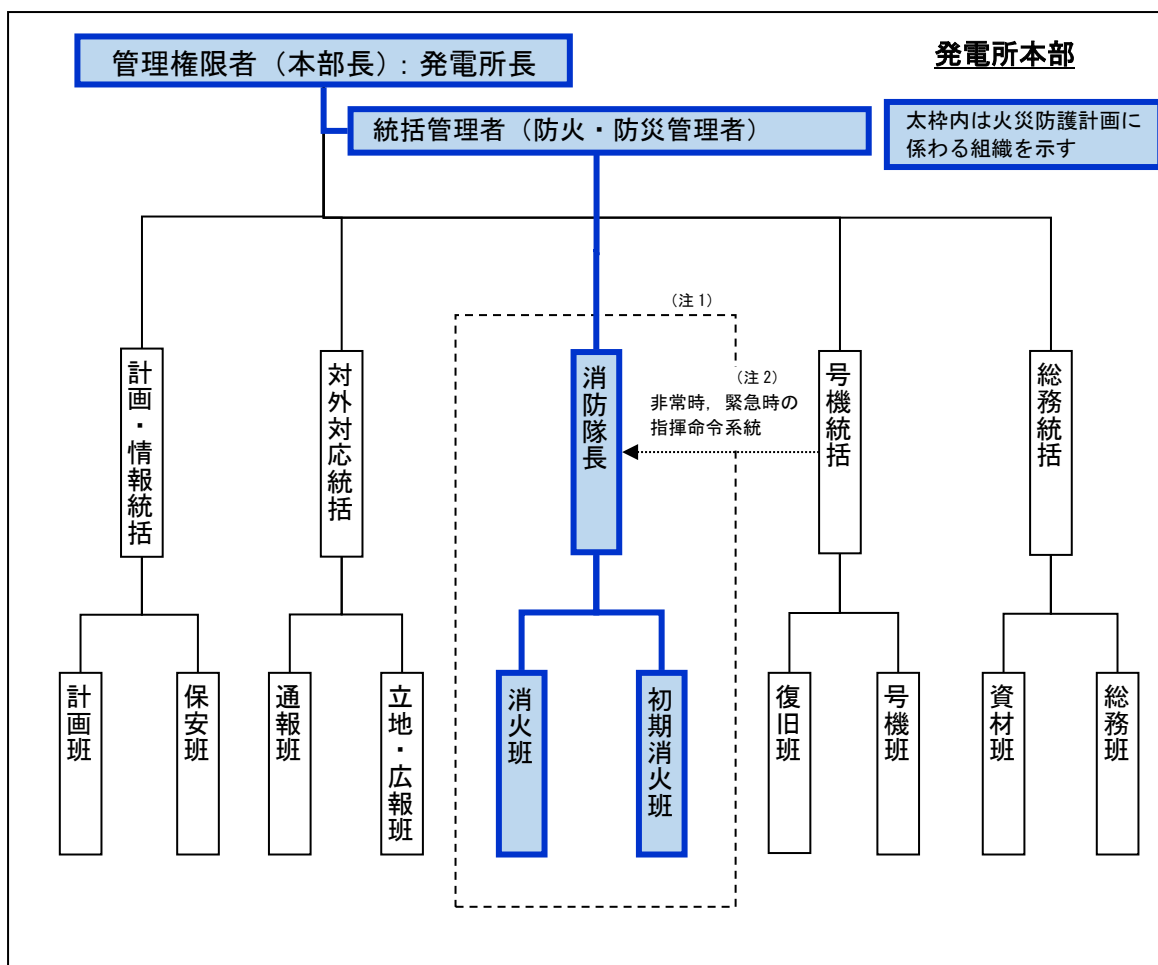 発電所本部
管理権限者(本部長):発電所長
統括管理者(防火・防災管理者)
太枠内は火災防護計画に
係わる組織を示す
(注1)
計画・情報統括
対外対応統括
消防隊長
(注2)
非常時,緊急時の
指揮命令系統
号機統括
総務統括
計画班
保安班
通報班
立地・広報班
消火班
初期消火班
復旧班
号機班
資材班
総務班